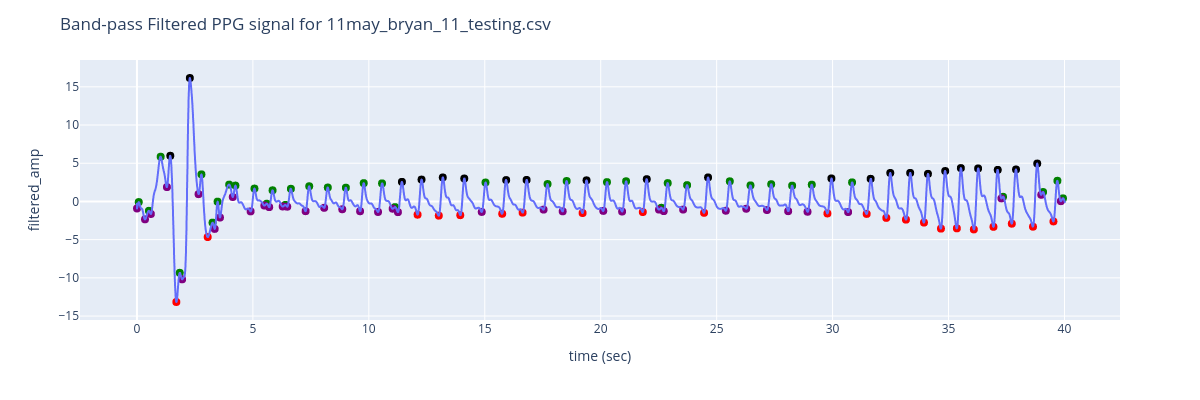 Band-pass Filtered PPG signal for 11may_bryan_11_testing.csv
filtered_amp
15
10
5
0
−5
−10
−15
0 5 10 15 20 25 30 35 40
time (sec)